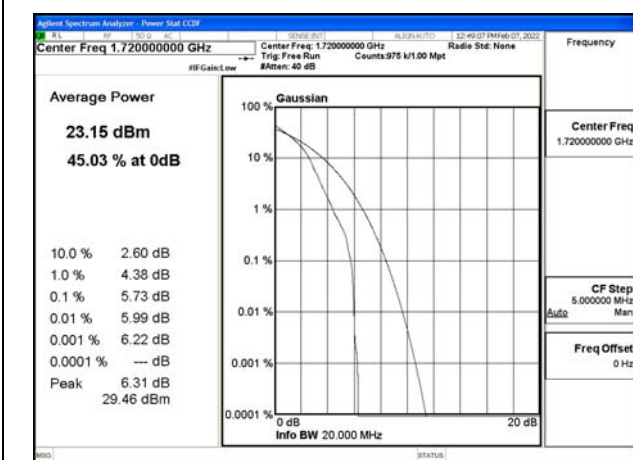 Agilent Spectrum Analyzer - Power Stat CCDF
RL RF 50 Ω AC SENSE:INT ALIGNAUTO 12:49:07 PM Feb 07, 2022
Center Freq 1.720000000 GHz
Center Freq: 1.720000000 GHz Radio Std: None
Trig: Free Run Counts:975 k/1.00 Mpt
#IFGain:Low #Atten: 40 dB
Frequency
Average Power
23.15 dBm
45.03 % at 0dB
10.0 % 2.60 dB
1.0 % 4.38 dB
0.1 % 5.73 dB
0.01 % 5.99 dB
0.001 % 6.22 dB
0.0001 % --- dB
Peak 6.31 dB
29.46 dBm
Gaussian
100 %
10 %
1 %
0.1 %
0.01 %
0.001 %
0.0001 %
0 dB 20 dB
Info BW 20.000 MHz
Center Freq
1.720000000 GHz
CF Step
5.000000 MHz
Auto Man
Freq Offset
0 Hz
MSG STATUS